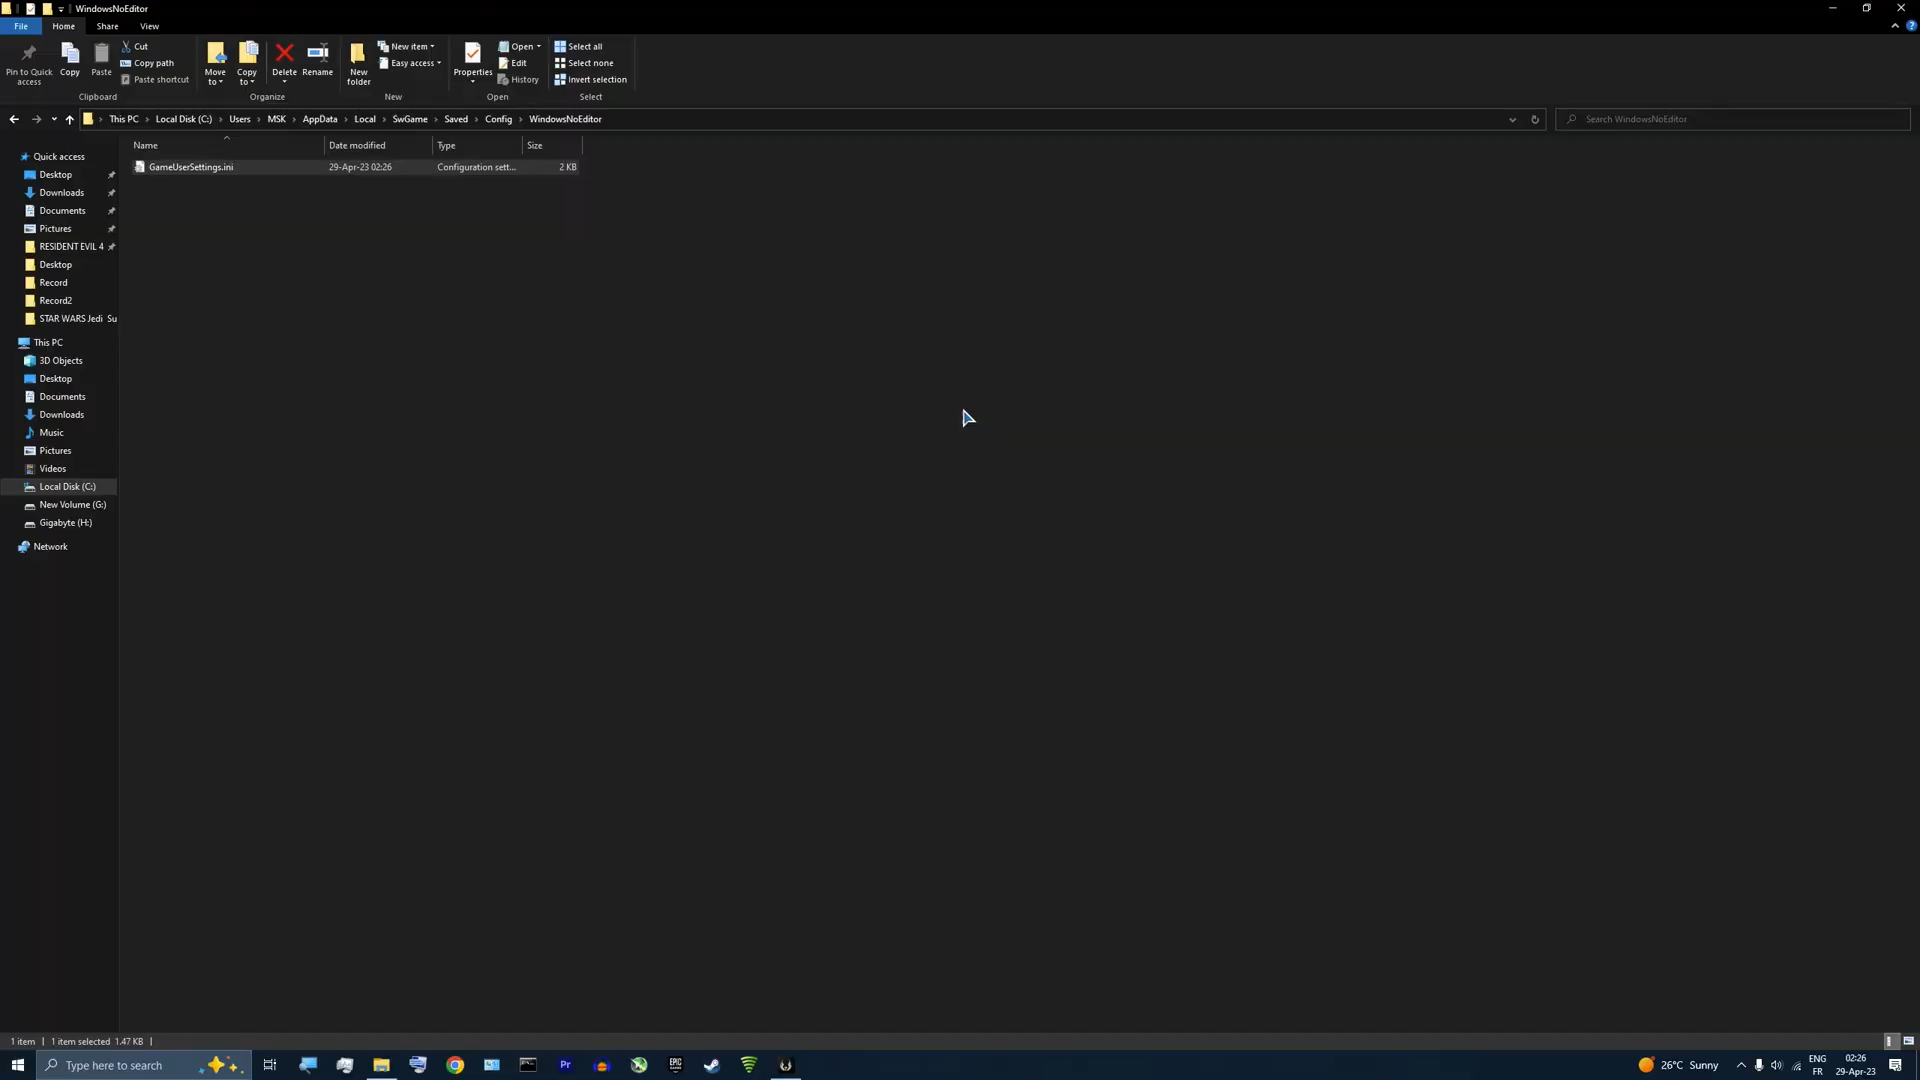 WindowsNoEditor
File Home Share View
Pin to Quick access
Copy
Paste
Cut
Copy path
Paste shortcut
Clipboard
Move to
Copy to
Delete
Rename
Organize
New folder
New item
Easy access
New
Properties
Open
Edit
History
Open
Select all
Select none
Invert selection
Select
This PC › Local Disk (C:) › Users › MSK › AppData › Local › SwGame › Saved › Config › WindowsNoEditor
Search WindowsNoEditor
Name Date modified Type Size
GameUserSettings.ini 29-Apr-23 02:26 Configuration sett... 2 KB
Quick access
Desktop
Downloads
Documents
Pictures
RESIDENT EVIL 4
Desktop
Record
Record2
STAR WARS Jedi Su
This PC
3D Objects
Desktop
Documents
Downloads
Music
Pictures
Videos
Local Disk (C:)
New Volume (G:)
Gigabyte (H:)
Network
1 item 1 item selected 1.47 KB
Type here to search
Pr
EPIC GAMES
26°C Sunny
ENG
FR
02:26
29-Apr-23